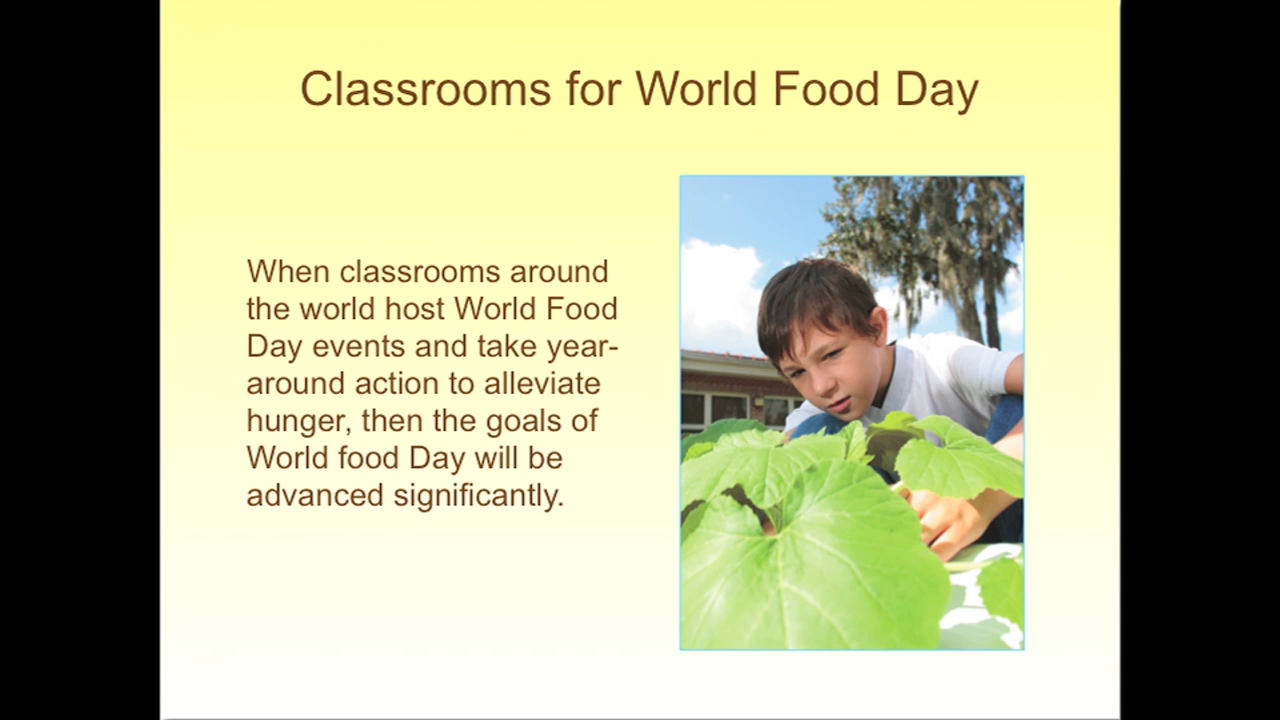 Classrooms for World Food Day
When classrooms around
the world host World Food
Day events and take year-
around action to alleviate
hunger, then the goals of
World food Day will be
advanced significantly.